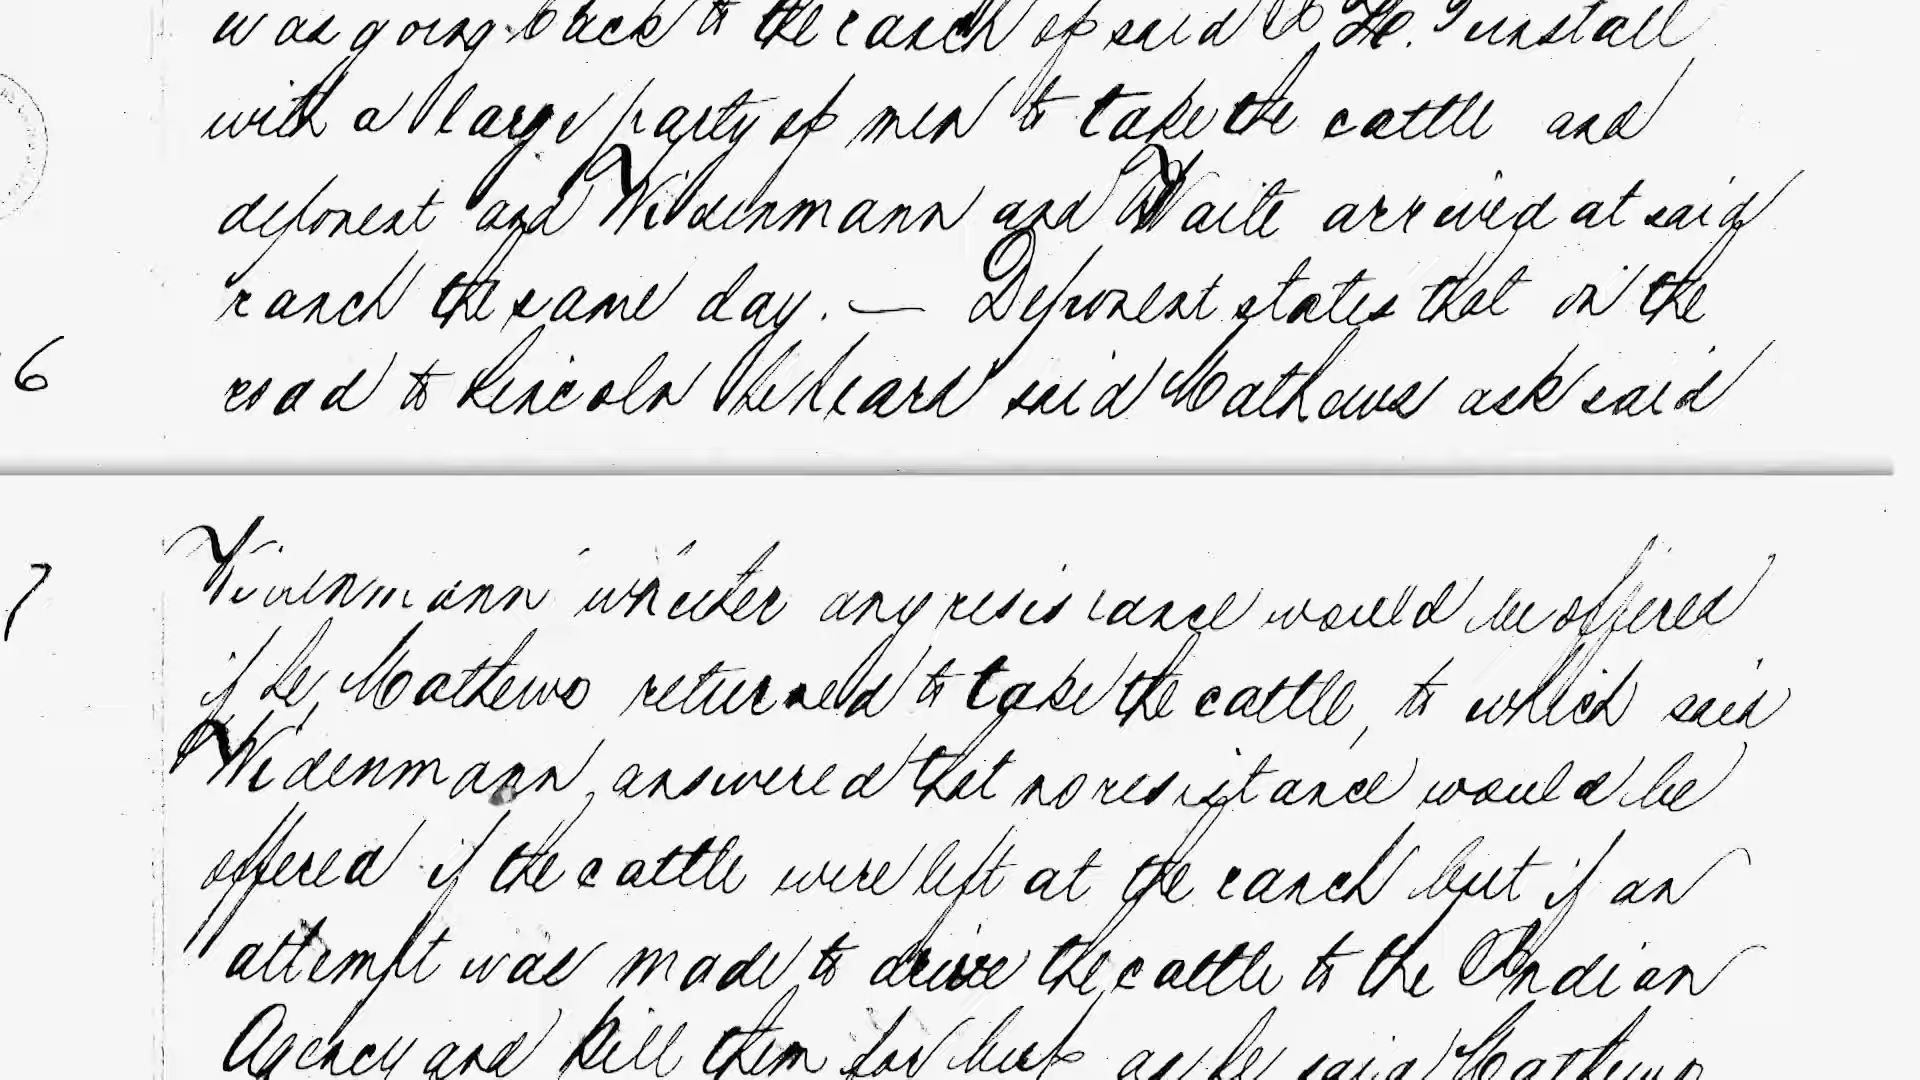 was going back to the ranch of said J. H. Tunstall
with a large party of men to take the cattle and
deponent and Widenmann and Waite arrived at said
ranch the same day. — Deponent states that on the
6
road to Lincoln he heard said Mathews ask said
7
Widenmann whether any resistance would be offered
if he, Mathews returned to take the cattle, to which said
Widenmann, answered that no resistance would be
offered if the cattle were left at the ranch but if an
attempt was made to drive the cattle to the Indian
Agency and kill them for beef as he said Mathews